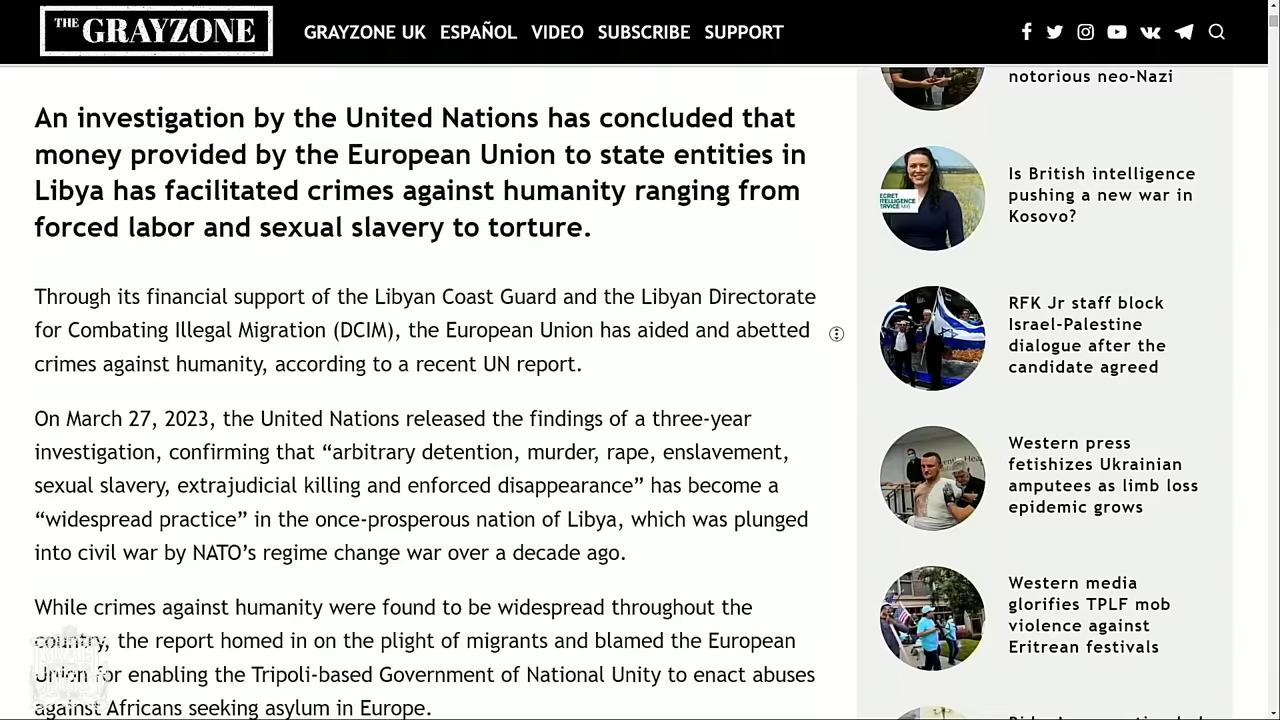 THE GRAYZONE
GRAYZONE UK ESPAÑOL VIDEO SUBSCRIBE SUPPORT
An investigation by the United Nations has concluded that
money provided by the European Union to state entities in
Libya has facilitated crimes against humanity ranging from
forced labor and sexual slavery to torture.
Through its financial support of the Libyan Coast Guard and the Libyan Directorate
for Combating Illegal Migration (DCIM), the European Union has aided and abetted
crimes against humanity, according to a recent UN report.
On March 27, 2023, the United Nations released the findings of a three-year
investigation, confirming that “arbitrary detention, murder, rape, enslavement,
sexual slavery, extrajudicial killing and enforced disappearance” has become a
“widespread practice” in the once-prosperous nation of Libya, which was plunged
into civil war by NATO’s regime change war over a decade ago.
While crimes against humanity were found to be widespread throughout the
country, the report homed in on the plight of migrants and blamed the European
Union for enabling the Tripoli-based Government of National Unity to enact abuses
against Africans seeking asylum in Europe.
notorious neo-Nazi
Is British intelligence
pushing a new war in
Kosovo?
RFK Jr staff block
Israel-Palestine
dialogue after the
candidate agreed
Western press
fetishizes Ukrainian
amputees as limb loss
epidemic grows
Western media
glorifies TPLF mob
violence against
Eritrean festivals